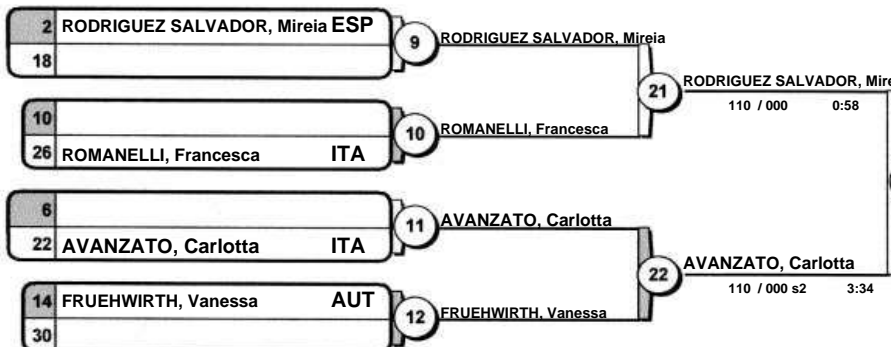 2 RODRIGUEZ SALVADOR, Mireia ESP
18
9 RODRIGUEZ SALVADOR, Mireia
10
26 ROMANELLI, Francesca ITA
10 ROMANELLI, Francesca
21 RODRIGUEZ SALVADOR, Mire
110 / 000 0:58
6
22 AVANZATO, Carlotta ITA
11 AVANZATO, Carlotta
14 FRUEHWIRTH, Vanessa AUT
30
12 FRUEHWIRTH, Vanessa
22 AVANZATO, Carlotta
110 / 000 s2 3:34